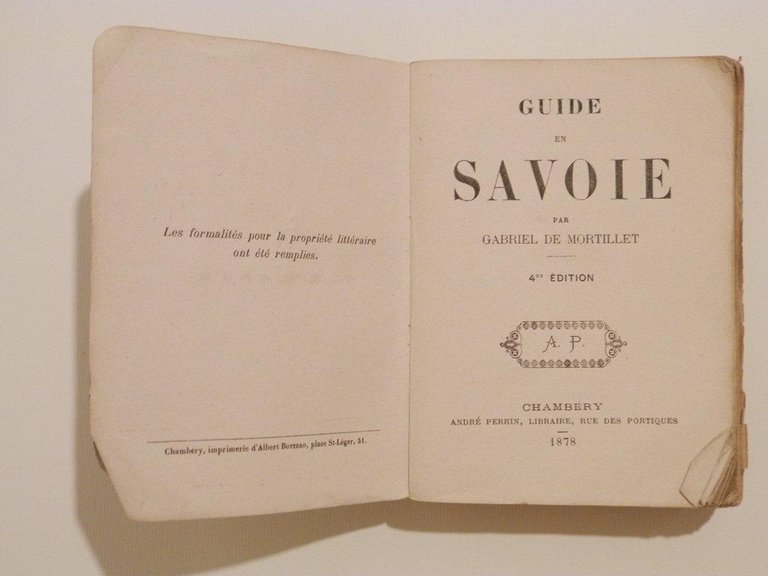 Les formalités pour la propriété littéraire
ont été remplies.
Chambéry, imprimerie d'Albert Bottero, place St-Léger, 51.
GUIDE
EN
SAVOIE
PAR
GABRIEL DE MORTILLET
4me ÉDITION
A. P.
CHAMBÉRY
ANDRÉ PERRIN, LIBRAIRE, RUE DES PORTIQUES
1878